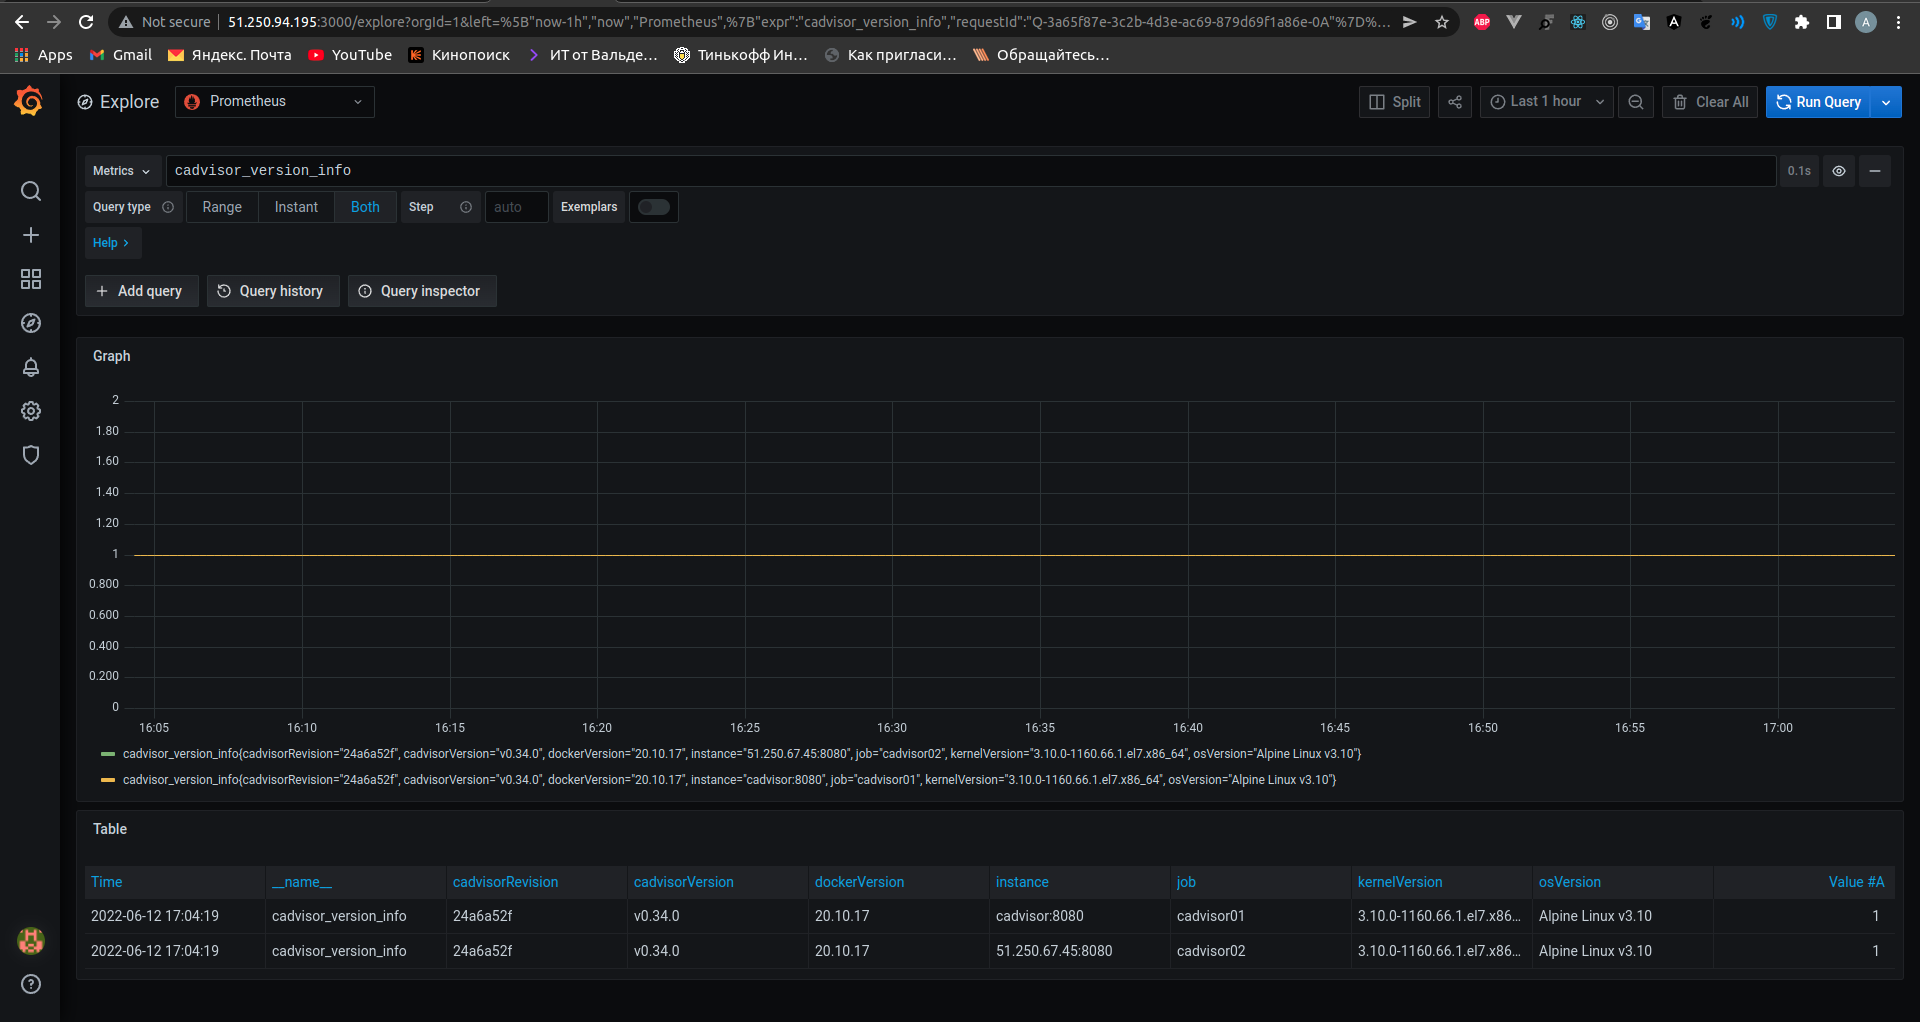 Not secure 51.250.94.195:3000/explore?orgId=1&left=%5B"now-1h","now","Prometheus",%7B"expr":"cadvisor_version_info","requestId":"Q-3a65f87e-3c2b-4d3e-ac69-879d69f1a86e-0A"%7D%... ABP A A
Apps Gmail Яндекс.Почта YouTube Кинопоиск ИТ от Вальде... Тинькофф Ин... Как пригласи... Обращайтесь...
Explore Prometheus Split Last 1 hour Clear All Run Query
Metrics cadvisor_version_info 0.1s
Query type Range Instant Both Step auto Exemplars
Help >
+ Add query Query history Query inspector
Graph
2
1.80
1.60
1.40
1.20
1
0.800
0.600
0.400
0.200
0
16:05 16:10 16:15 16:20 16:25 16:30 16:35 16:40 16:45 16:50 16:55 17:00
cadvisor_version_info{cadvisorRevision="24a6a52f", cadvisorVersion="v0.34.0", dockerVersion="20.10.17", instance="51.250.67.45:8080", job="cadvisor02", kernelVersion="3.10.0-1160.66.1.el7.x86_64", osVersion="Alpine Linux v3.10"}
cadvisor_version_info{cadvisorRevision="24a6a52f", cadvisorVersion="v0.34.0", dockerVersion="20.10.17", instance="cadvisor:8080", job="cadvisor01", kernelVersion="3.10.0-1160.66.1.el7.x86_64", osVersion="Alpine Linux v3.10"}
Table
Time __name__ cadvisorRevision cadvisorVersion dockerVersion instance job kernelVersion osVersion Value #A
2022-06-12 17:04:19 cadvisor_version_info 24a6a52f v0.34.0 20.10.17 cadvisor:8080 cadvisor01 3.10.0-1160.66.1.el7.x86... Alpine Linux v3.10 1
2022-06-12 17:04:19 cadvisor_version_info 24a6a52f v0.34.0 20.10.17 51.250.67.45:8080 cadvisor02 3.10.0-1160.66.1.el7.x86... Alpine Linux v3.10 1